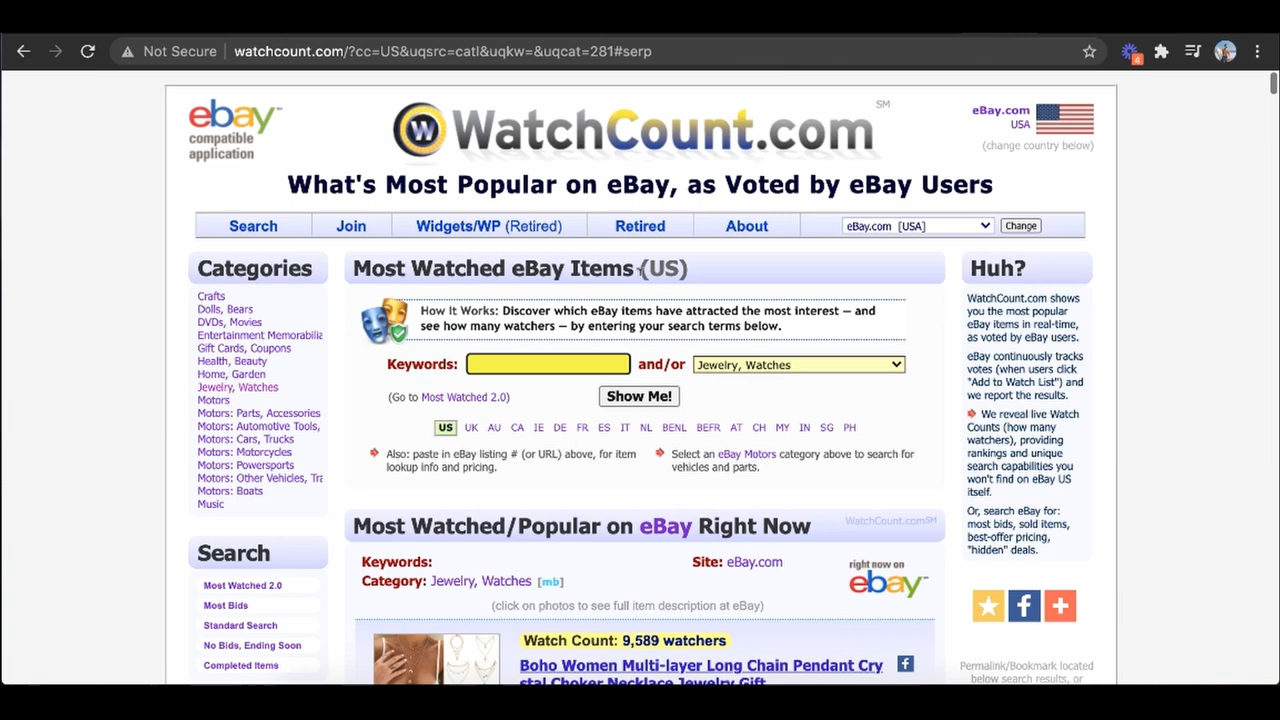 Not Secure
watchcount.com/?cc=US&uqsrc=catl&uqkw=&uqcat=281#serp
4
ebay™
compatible
application
W WatchCount.com SM
eBay.com
USA
(change country below)
What's Most Popular on eBay, as Voted by eBay Users
Search
Join
Widgets/WP (Retired)
Retired
About
eBay.com [USA]
Change
Categories
Crafts
Dolls, Bears
DVDs, Movies
Entertainment Memorabilia
Gift Cards, Coupons
Health, Beauty
Home, Garden
Jewelry, Watches
Motors
Motors: Parts, Accessories
Motors: Automotive Tools,
Motors: Cars, Trucks
Motors: Motorcycles
Motors: Powersports
Motors: Other Vehicles, Tra
Motors: Boats
Music
Search
Most Watched 2.0
Most Bids
Standard Search
No Bids, Ending Soon
Completed Items
Most Watched eBay Items (US)
How It Works: Discover which eBay items have attracted the most interest — and
see how many watchers — by entering your search terms below.
Keywords:
and/or
Jewelry, Watches
(Go to Most Watched 2.0)
Show Me!
US UK AU CA IE DE FR ES IT NL BENL BEFR AT CH MY IN SG PH
Also: paste in eBay listing # (or URL) above, for item
lookup info and pricing.
Select an eBay Motors category above to search for
vehicles and parts.
Most Watched/Popular on eBay Right Now
WatchCount.com SM
Keywords:
Site: eBay.com
Category: Jewelry, Watches [mb]
right now on
ebay™
(click on photos to see full item description at eBay)
Watch Count: 9,589 watchers
Boho Women Multi-layer Long Chain Pendant Cry
stal Choker Necklace Jewelry Gift
Huh?
WatchCount.com shows
you the most popular
eBay items in real-time,
as voted by eBay users.
eBay continuously tracks
votes (when users click
"Add to Watch List") and
we report the results.
We reveal live Watch
Counts (how many
watchers), providing
rankings and unique
search capabilities you
won't find on eBay US
itself.
Or, search eBay for:
most bids, sold items,
best-offer pricing,
"hidden" deals.
Permalink/Bookmark located
below search results, or